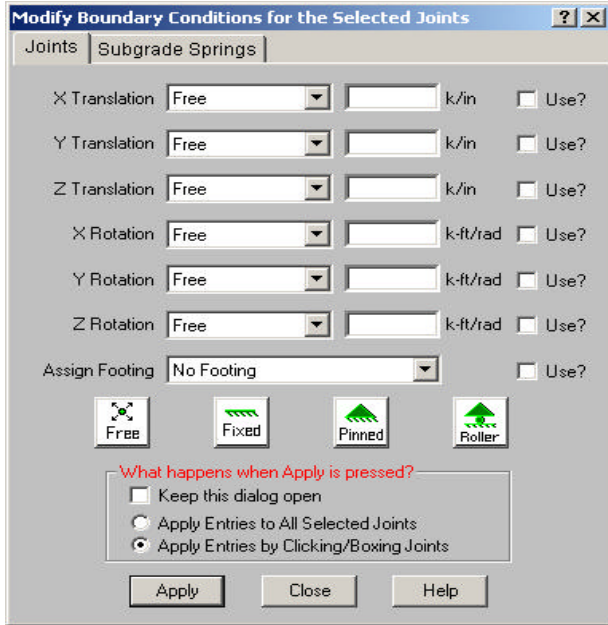 Modify Boundary Conditions for the Selected Joints ? X
Joints Subgrade Springs
X Translation Free k/in Use?
Y Translation Free k/in Use?
Z Translation Free k/in Use?
X Rotation Free k-ft/rad Use?
Y Rotation Free k-ft/rad Use?
Z Rotation Free k-ft/rad Use?
Assign Footing No Footing Use?
Free Fixed Pinned Roller
What happens when Apply is pressed?
Keep this dialog open
Apply Entries to All Selected Joints
Apply Entries by Clicking/Boxing Joints
Apply Close Help